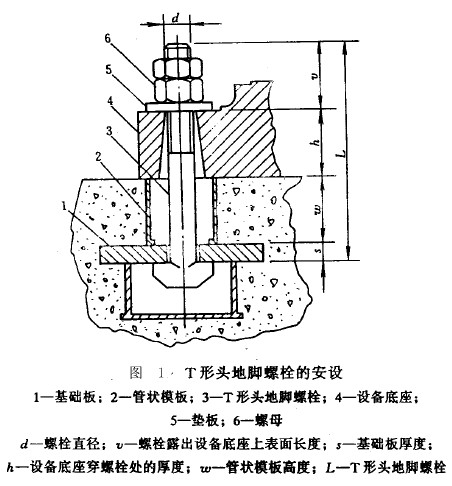 d
6
5
4
3
2
1
v
h
L
w
s
图 1 T形头地脚螺栓的安设
1—基础板；2—管状模板；3—T形头地脚螺栓；4—设备底座；
5—垫板；6—螺母
d—螺栓直径；v—螺栓露出设备底座上表面长度；s—基础板厚度；
h—设备底座穿螺栓处的厚度；w—管状模板高度；L—T形头地脚螺栓